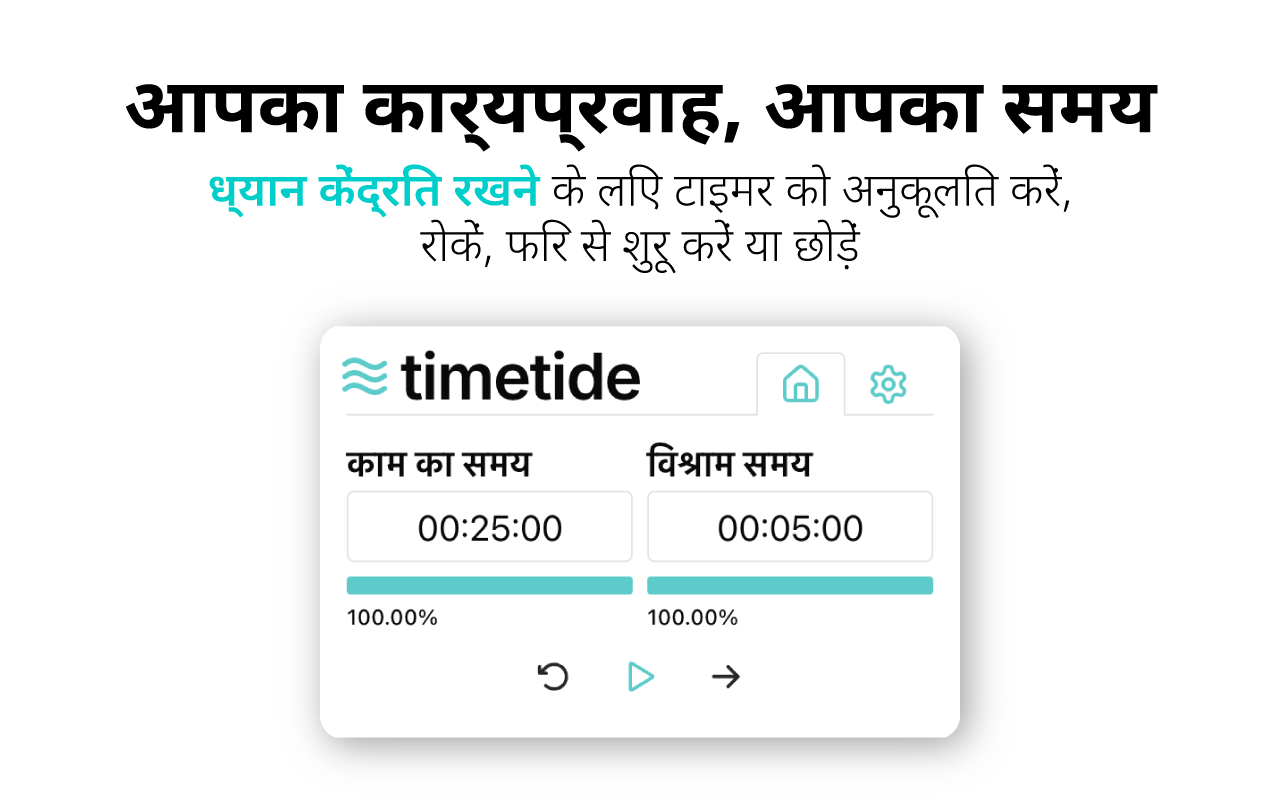 आपका कार्यप्रवाह, आपका समय
ध्यान केंद्रित रखने के लिए टाइमर को अनुकूलित करें,
रोकें, फिर से शुरू करें या छोड़ें
timetide
काम का समय
विश्राम समय
00:25:00
00:05:00
100.00%
100.00%